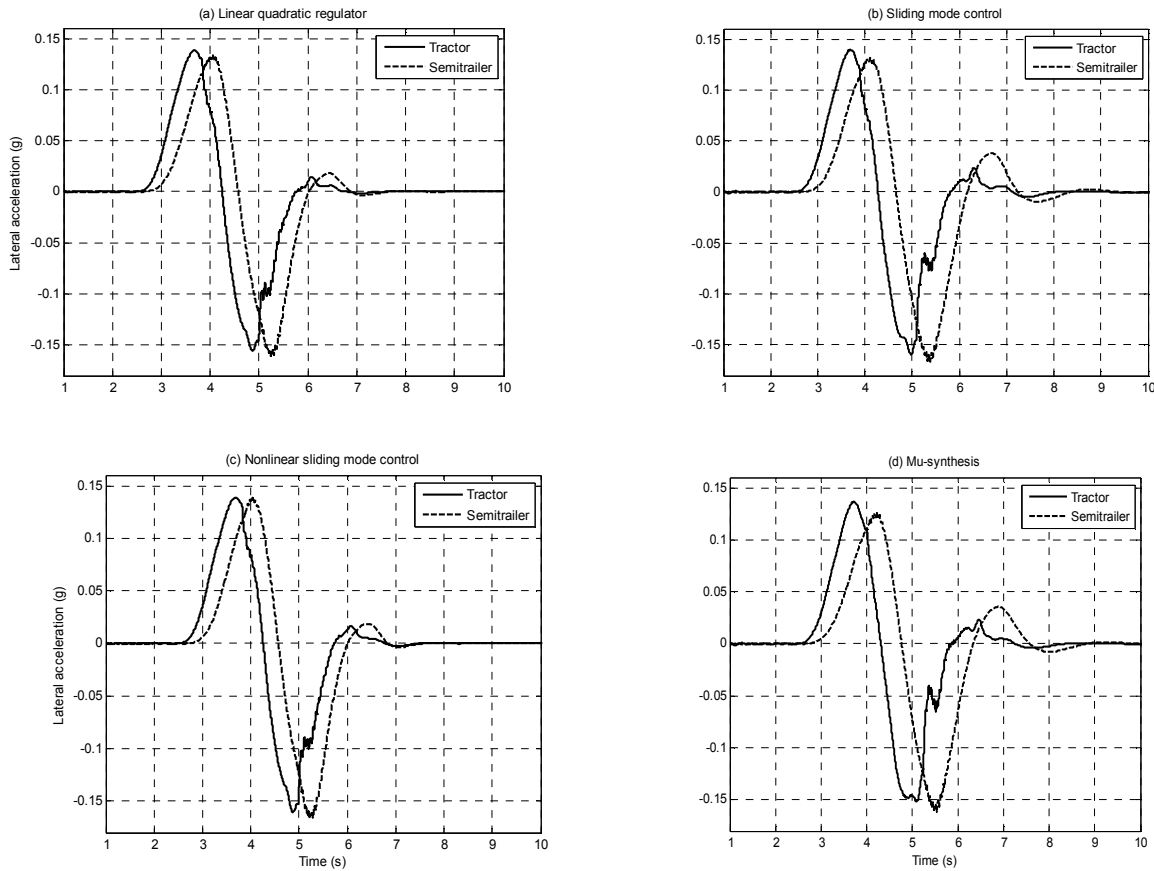 (a) Linear quadratic regulator
Tractor
Semitrailer
Lateral acceleration (g)
0.15
0.1
0.05
0
-0.05
-0.1
-0.15
1 2 3 4 5 6 7 8 9 10
(b) Sliding mode control
Tractor
Semitrailer
0.15
0.1
0.05
0
-0.05
-0.1
-0.15
1 2 3 4 5 6 7 8 9 10
(c) Nonlinear sliding mode control
Tractor
Semitrailer
Lateral acceleration (g)
0.15
0.1
0.05
0
-0.05
-0.1
-0.15
1 2 3 4 5 6 7 8 9 10
Time (s)
(d) Mu-synthesis
Tractor
Semitrailer
0.15
0.1
0.05
0
-0.05
-0.1
-0.15
1 2 3 4 5 6 7 8 9 10
Time (s)